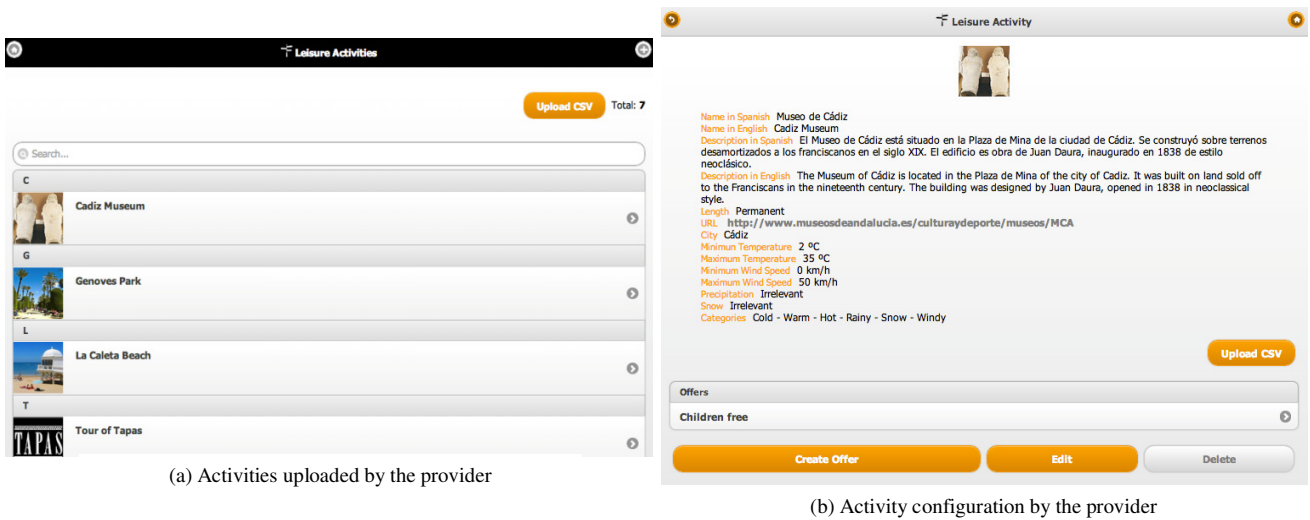 Leisure Activities
Upload CSV Total: 7
Search...
C
Cadiz Museum
G
Genoves Park
L
La Caleta Beach
T
TAPAS
Tour of Tapas
(a) Activities uploaded by the provider
Leisure Activity
Name in Spanish Museo de Cádiz
Name in English Cadiz Museum
Description in Spanish El Museo de Cádiz está situado en la Plaza de Mina de la ciudad de Cádiz. Se construyó sobre terrenos
desamortizados a los franciscanos en el siglo XIX. El edificio es obra de Juan Daura, inaugurado en 1838 de estilo
neoclásico.
Description in English The Museum of Cádiz is located in the Plaza de Mina of the city of Cadiz. It was built on land sold off
to the Franciscans in the nineteenth century. The building was designed by Juan Daura, opened in 1838 in neoclassical
style.
Length Permanent
URL http://www.museosdeandalucia.es/culturaydeporte/museos/MCA
City Cádiz
Minimun Temperature 2 ºC
Maximum Temperature 35 ºC
Minimum Wind Speed 0 km/h
Maximum Wind Speed 50 km/h
Precipitation Irrelevant
Snow Irrelevant
Categories Cold - Warm - Hot - Rainy - Snow - Windy
Upload CSV
Offers
Children free
Create Offer Edit Delete
(b) Activity configuration by the provider